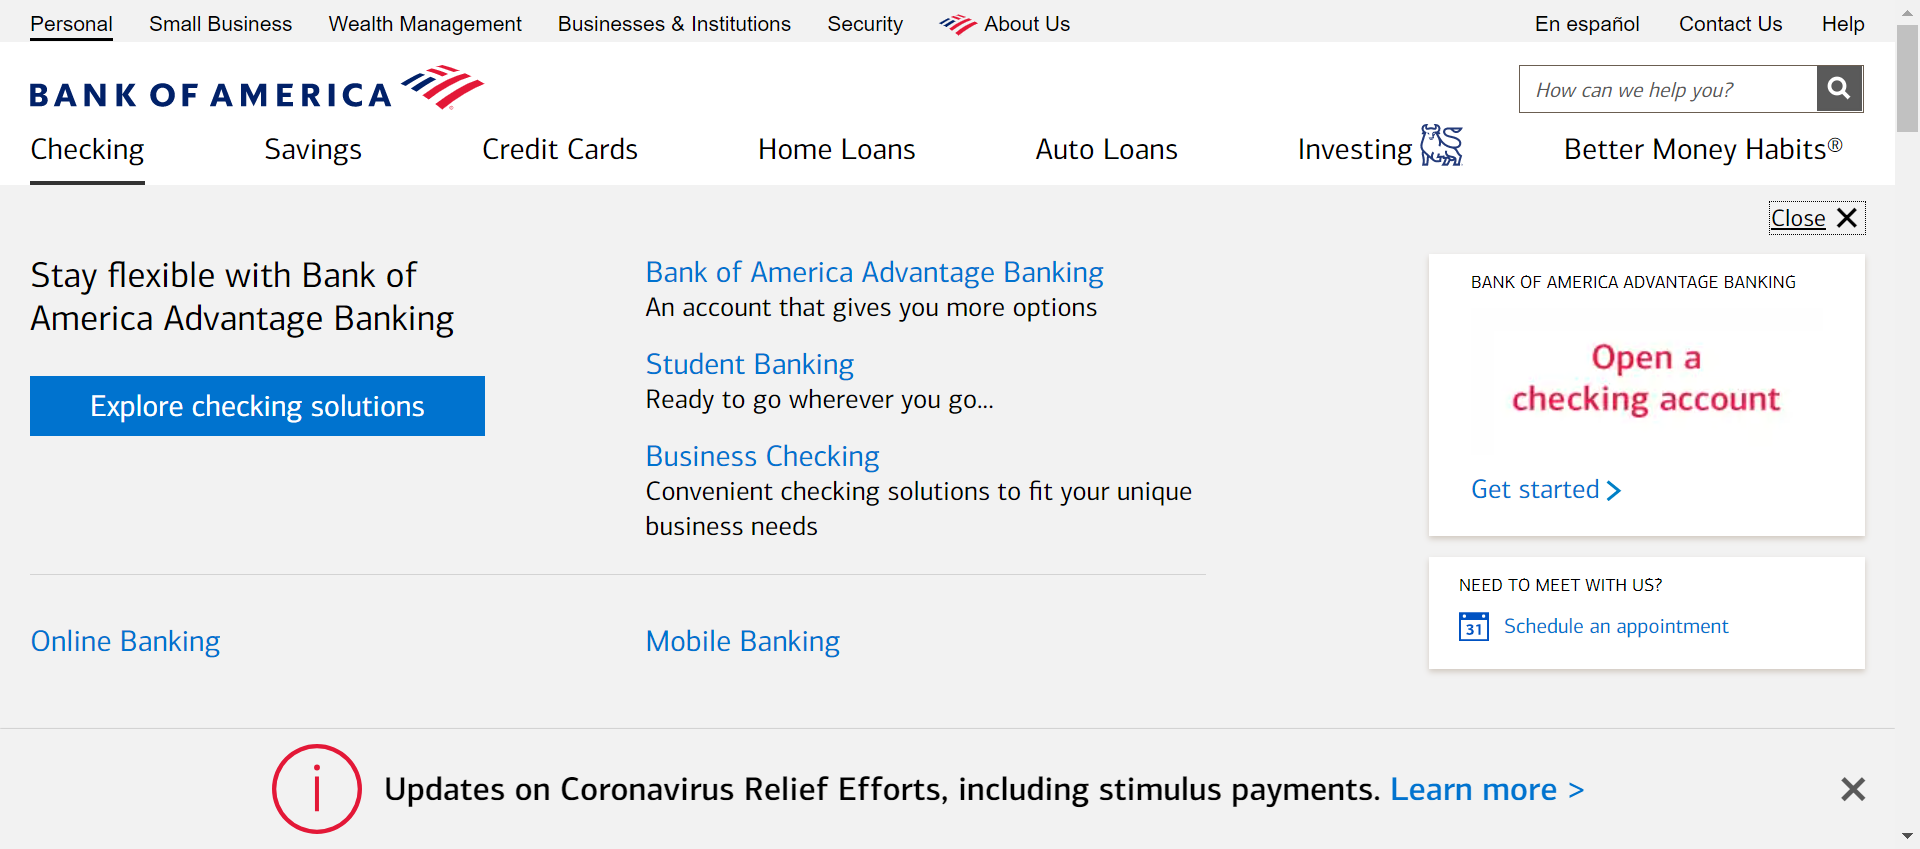 Personal
Small Business
Wealth Management
Businesses & Institutions
Security
About Us
En español
Contact Us
Help
BANK OF AMERICA
How can we help you?
Checking
Savings
Credit Cards
Home Loans
Auto Loans
Investing
Better Money Habits®
Close
Stay flexible with Bank of
America Advantage Banking
Explore checking solutions
Bank of America Advantage Banking
An account that gives you more options
Student Banking
Ready to go wherever you go...
Business Checking
Convenient checking solutions to fit your unique
business needs
Online Banking
Mobile Banking
BANK OF AMERICA ADVANTAGE BANKING
Open a
checking account
Get started
NEED TO MEET WITH US?
31
Schedule an appointment
Updates on Coronavirus Relief Efforts, including stimulus payments. Learn more >